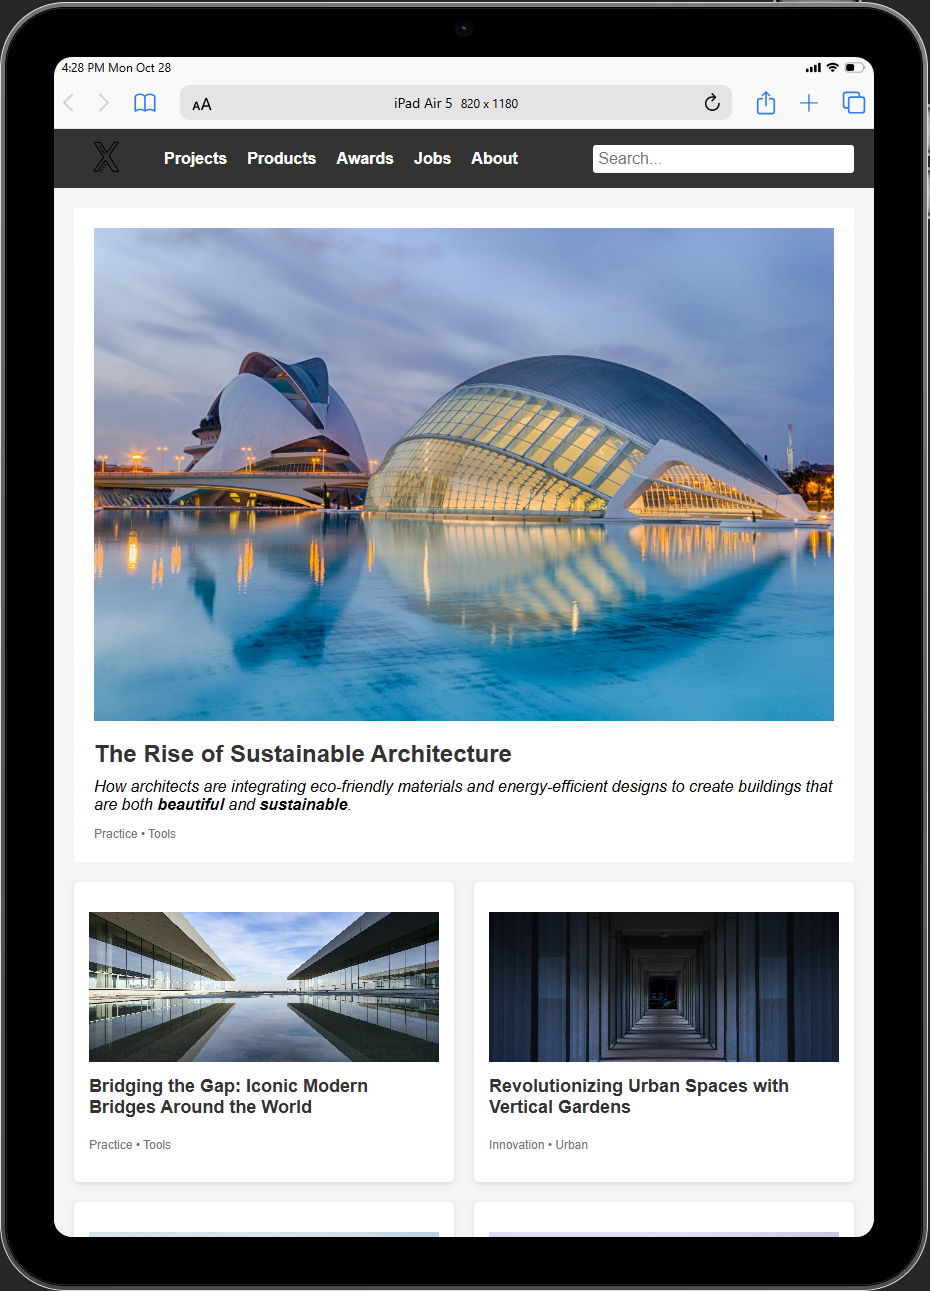 4:28 PM Mon Oct 28
AA iPad Air 5 820 x 1180
X Projects Products Awards Jobs About Search...
The Rise of Sustainable Architecture
How architects are integrating eco-friendly materials and energy-efficient designs to create buildings that
are both beautiful and sustainable.
Practice • Tools
Bridging the Gap: Iconic Modern
Bridges Around the World
Practice • Tools
Revolutionizing Urban Spaces with
Vertical Gardens
Innovation • Urban